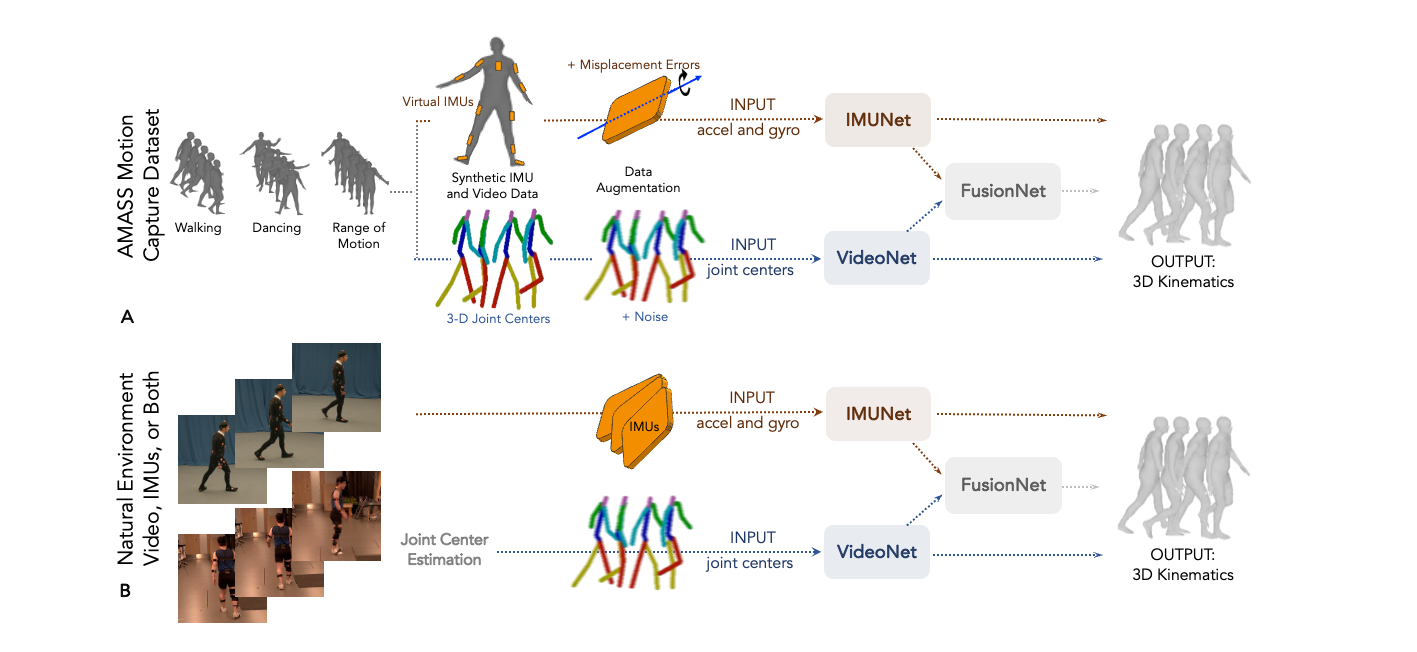 AMASS Motion
Capture Dataset
Walking
Dancing
Range of
Motion
Virtual IMUs
Synthetic IMU
and Video Data
3-D Joint Centers
+ Misplacement Errors
Data
Augmentation
+ Noise
INPUT
accel and gyro
INPUT
joint centers
IMUNet
FusionNet
VideoNet
OUTPUT:
3D Kinematics
A
Natural Environment
Video, IMUs, or Both
Joint Center
Estimation
IMUs
INPUT
accel and gyro
INPUT
joint centers
IMUNet
FusionNet
VideoNet
OUTPUT:
3D Kinematics
B